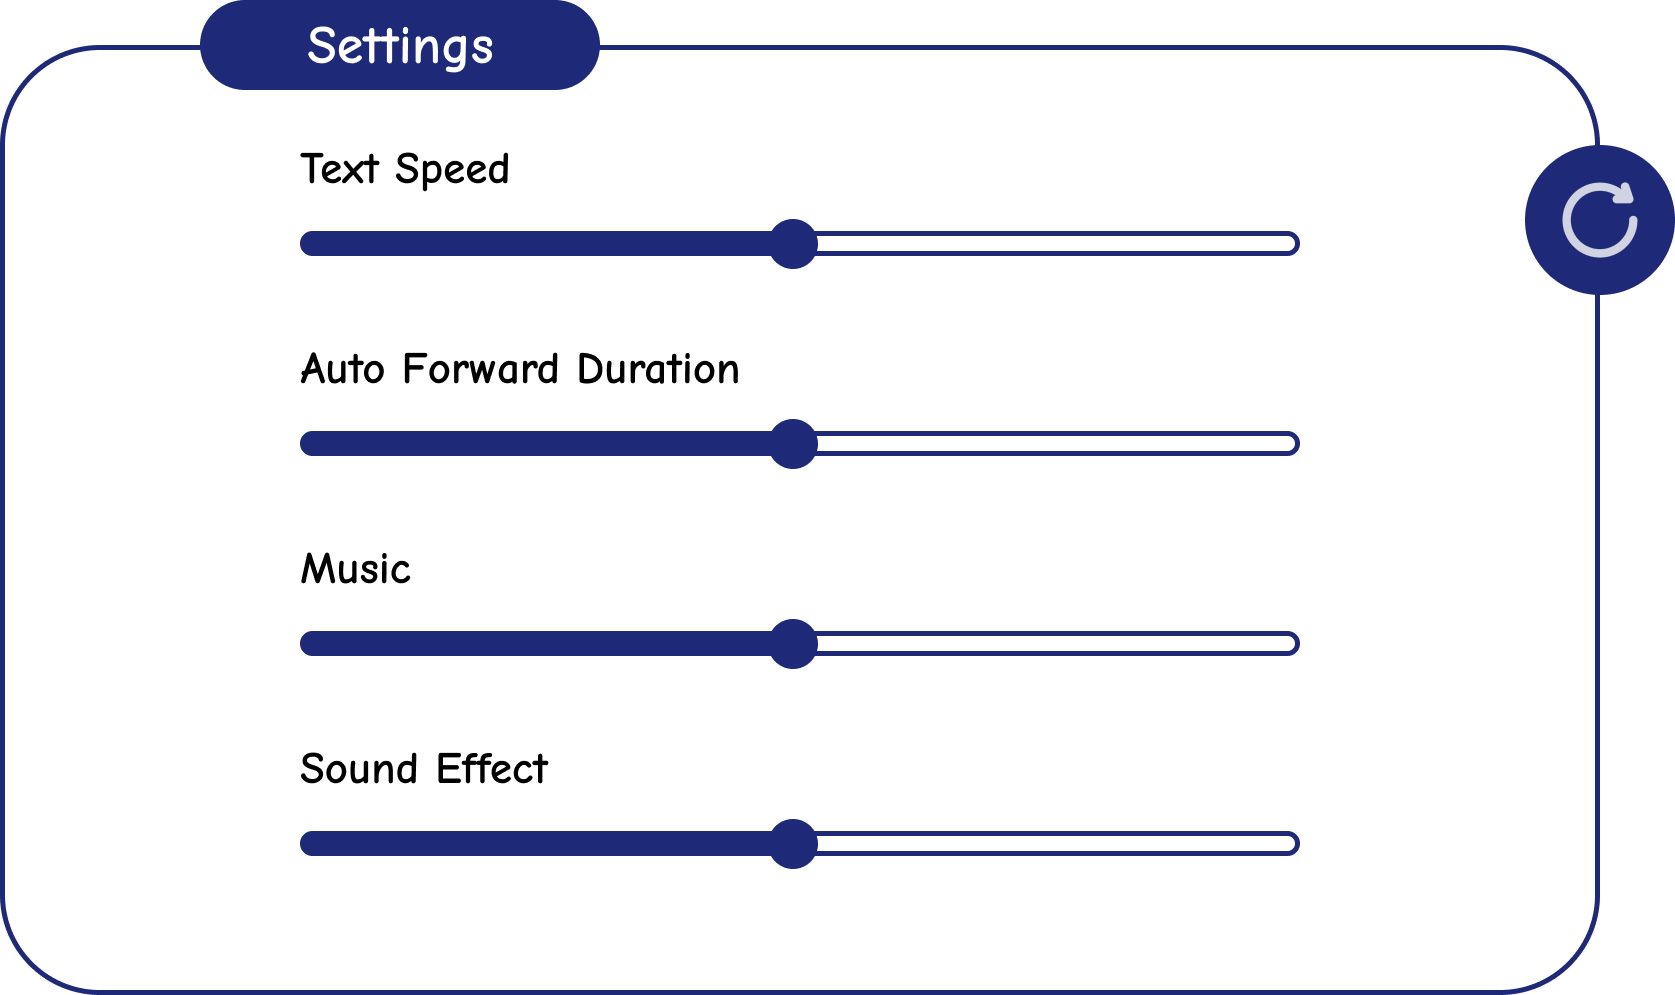 Settings
Text Speed
Auto Forward Duration
Music
Sound Effect